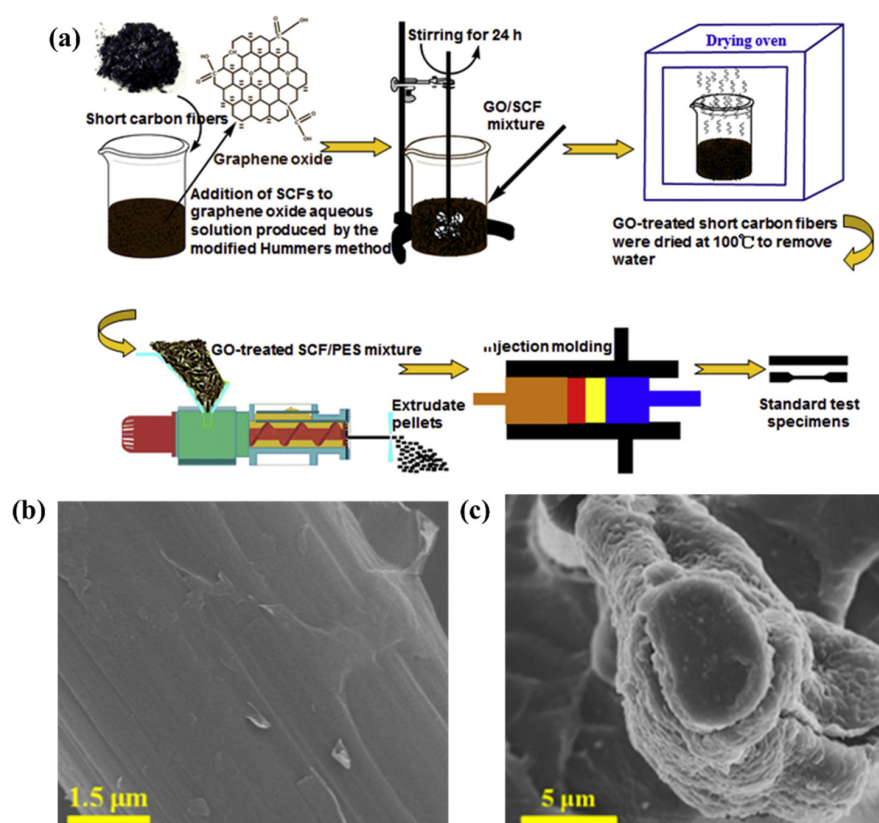 (a)
Short carbon fibers
Graphene oxide
Addition of SCFs to
graphene oxide aqueous
solution produced by the
modified Hummers method
Stirring for 24 h
GO/SCF
mixture
Drying oven
GO-treated short carbon fibers
were dried at 100℃ to remove
water
GO-treated SCF/PES mixture
Extrudate
pellets
njection molding
Standard test
specimens
(b)
1.5 μm
(c)
5 μm